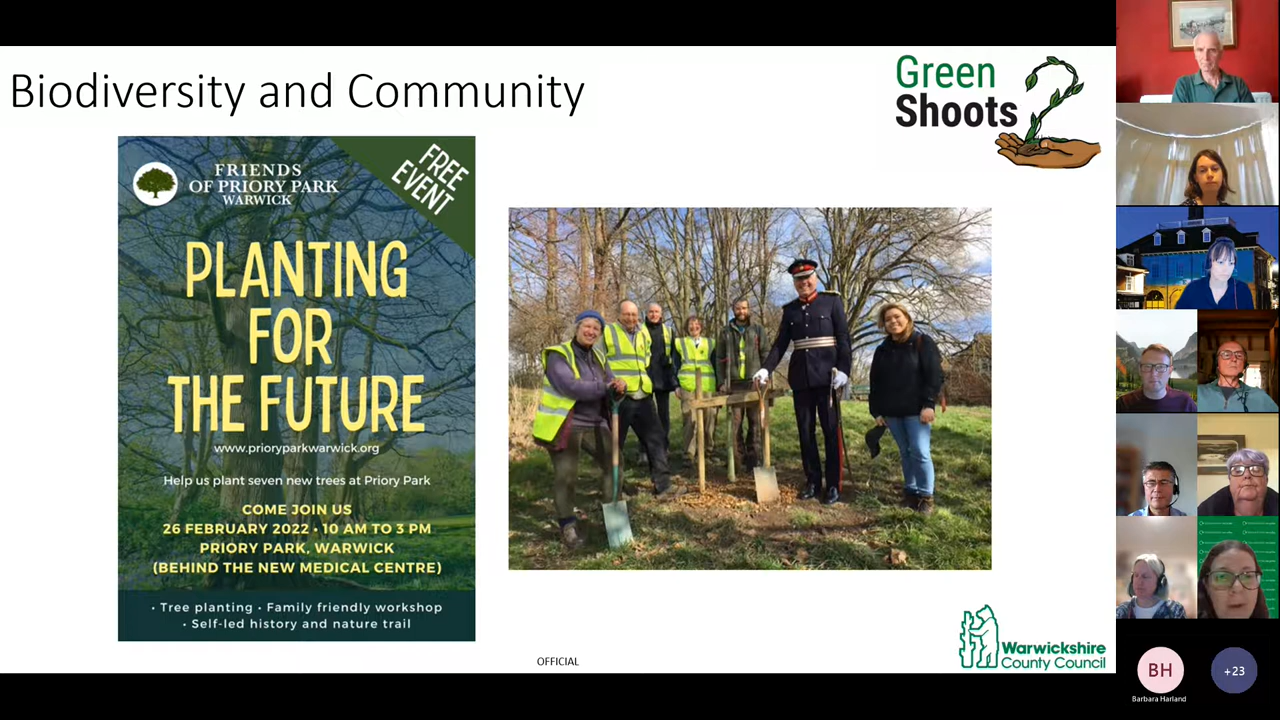 Biodiversity and Community
Green
Shoots
FRIENDS
OF PRIORY PARK
WARWICK
FREE
EVENT
PLANTING
FOR
THE FUTURE
www.prioryparkwarwick.org
Help us plant seven new trees at Priory Park
COME JOIN US
26 FEBRUARY 2022 • 10 AM TO 3 PM
PRIORY PARK, WARWICK
(BEHIND THE NEW MEDICAL CENTRE)
• Tree planting • Family friendly workshop
• Self-led history and nature trail
OFFICIAL
Warwickshire
County Council
BH
+23
Barbara Harland